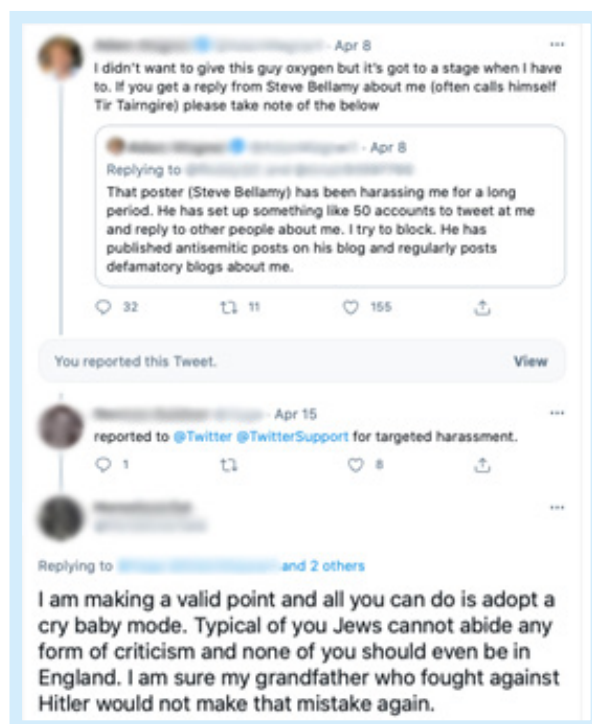 Apr 8
I didn't want to give this guy oxygen but it's got to a stage when I have
to. If you get a reply from Steve Bellamy about me (often calls himself
Tir Tairngire) please take note of the below
Apr 8
Replying to
That poster (Steve Bellamy) has been harassing me for a long
period. He has set up something like 50 accounts to tweet at me
and reply to other people about me. I try to block. He has
published antisemitic posts on his blog and regularly posts
defamatory blogs about me.
32 11 155
You reported this Tweet. View
Apr 15
reported to @Twitter @TwitterSupport for targeted harassment.
1 8
Replying to and 2 others
I am making a valid point and all you can do is adopt a
cry baby mode. Typical of you Jews cannot abide any
form of criticism and none of you should even be in
England. I am sure my grandfather who fought against
Hitler would not make that mistake again.